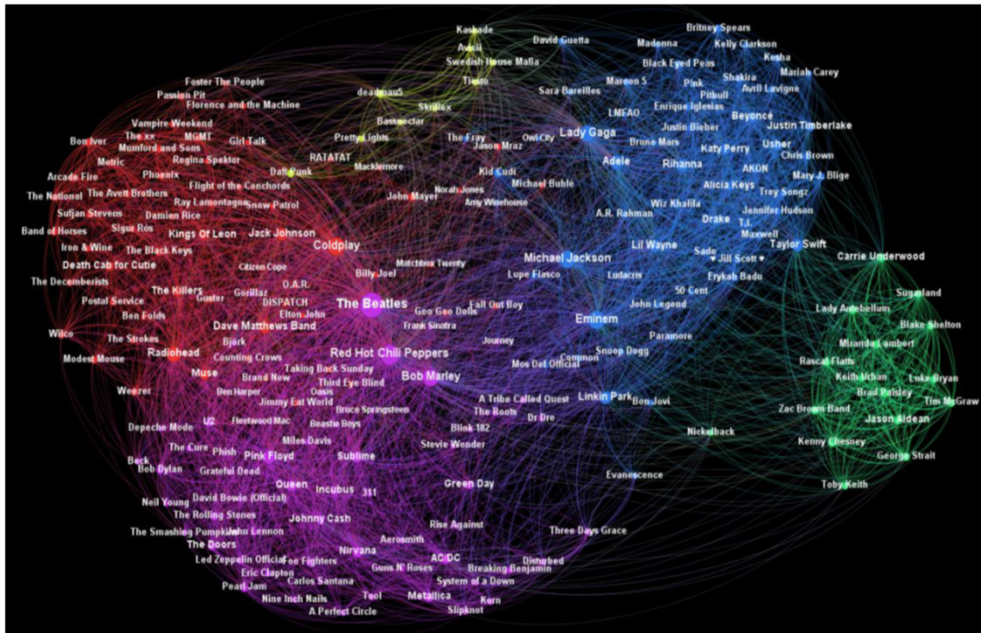 Kaskade
Britney Spears
Avicii
David Guetta
Madonna
Kelly Clarkson
Swedish House Mafia
Black Eyed Peas
Kesha
Tiesto
Maroon 5
Pink
Shakira
Mariah Carey
Foster The People
deadmau5
Sara Bareilles
Pitbull
Avril Lavigne
Passion Pit
Skrillex
LMFAO
Enrique Iglesias
Beyonce
Florence and the Machine
Vampire Weekend
Bassnectar
Lady Gaga
Justin Bieber
Justin Timberlake
Bon Iver
The xx
MGMT
Girl Talk
Pretty Lights
The Fray
Owl City
Bruno Mars
Katy Perry
Usher
Mumford and Sons
Jason Mraz
Metric
Regina Spektor
RATATAT
Adele
Rihanna
Chris Brown
Arcade Fire
Phoenix
Daft Punk
Macklemore
Kid Cudi
AKON
Mary J. Blige
The National
The Avett Brothers
Flight of the Conchords
John Mayer
Norah Jones
Michael Bublé
Alicia Keys
Trey Songz
Sufjan Stevens
Damien Rice
Ray Lamontagne
Snow Patrol
Amy Winehouse
A.R. Rahman
Wiz Khalifa
Drake
Jennifer Hudson
Band of Horses
Sigur Rós
Kings Of Leon
Jack Johnson
T.I.
Maxwell
Iron & Wine
The Black Keys
Coldplay
Lil Wayne
Taylor Swift
Death Cab for Cutie
Citizen Cope
Billy Joel
Matchbox Twenty
Michael Jackson
Sade
♥ Jill Scott ♥
Carrie Underwood
The Decemberists
O.A.R.
Lupe Fiasco
Ludacris
Erykah Badu
Postal Service
The Killers
Guster
Gorillaz
DISPATCH
The Beatles
Fall Out Boy
50 Cent
Sugarland
Ben Folds
Elton John
Goo Goo Dolls
John Legend
Lady Antebellum
Wilco
The Strokes
Dave Matthews Band
Frank Sinatra
Eminem
Paramore
Blake Shelton
Bjork
Journey
Miranda Lambert
Modest Mouse
Radiohead
Counting Crows
Red Hot Chili Peppers
Common
Snoop Dogg
Rascal Flatts
Muse
Brand New
Taking Back Sunday
Bob Marley
Mos Def Official
Keith Urban
Luke Bryan
Weezer
Ben Harper
Oasis
Third Eye Blind
Linkin Park
Bon Jovi
Brad Paisley
Tim McGraw
Jimmy Eat World
Bruce Springsteen
A Tribe Called Quest
Zac Brown Band
Jason Aldean
Depeche Mode
U2
Fleetwood Mac
Beastie Boys
The Roots
Dr Dre
Blink-182
Nickelback
Kenny Chesney
The Cure
Phish
Miles Davis
Stevie Wonder
George Strait
Beck
Bob Dylan
Pink Floyd
Sublime
Grateful Dead
Green Day
Evanescence
Toby Keith
Queen
Incubus
311
Neil Young
David Bowie (Official)
The Rolling Stones
Johnny Cash
Rise Against
Three Days Grace
The Smashing Pumpkins
John Lennon
Aerosmith
The Doors
Nirvana
AC/DC
Led Zeppelin Official
Foo Fighters
Guns N' Roses
Breaking Benjamin
Disturbed
Eric Clapton
Carlos Santana
System of a Down
Pearl Jam
Nine Inch Nails
Tool
Metallica
Korn
A Perfect Circle
Slipknot